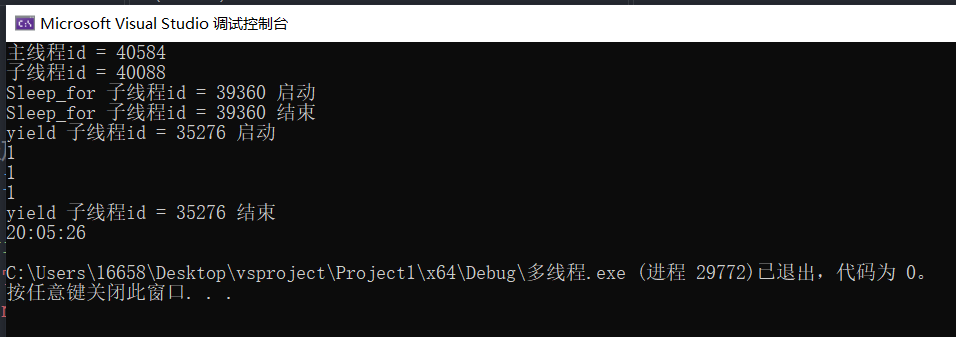 Microsoft Visual Studio 调试控制台
主线程id = 40584
子线程id = 40088
Sleep_for 子线程id = 39360 启动
Sleep_for 子线程id = 39360 结束
yield 子线程id = 35276 启动
1
1
1
yield 子线程id = 35276 结束
20:05:26
C:\Users\16658\Desktop\vsproject\Project1\x64\Debug\多线程.exe (进程 29772)已退出，代码为 0。
按任意键关闭此窗口. . .